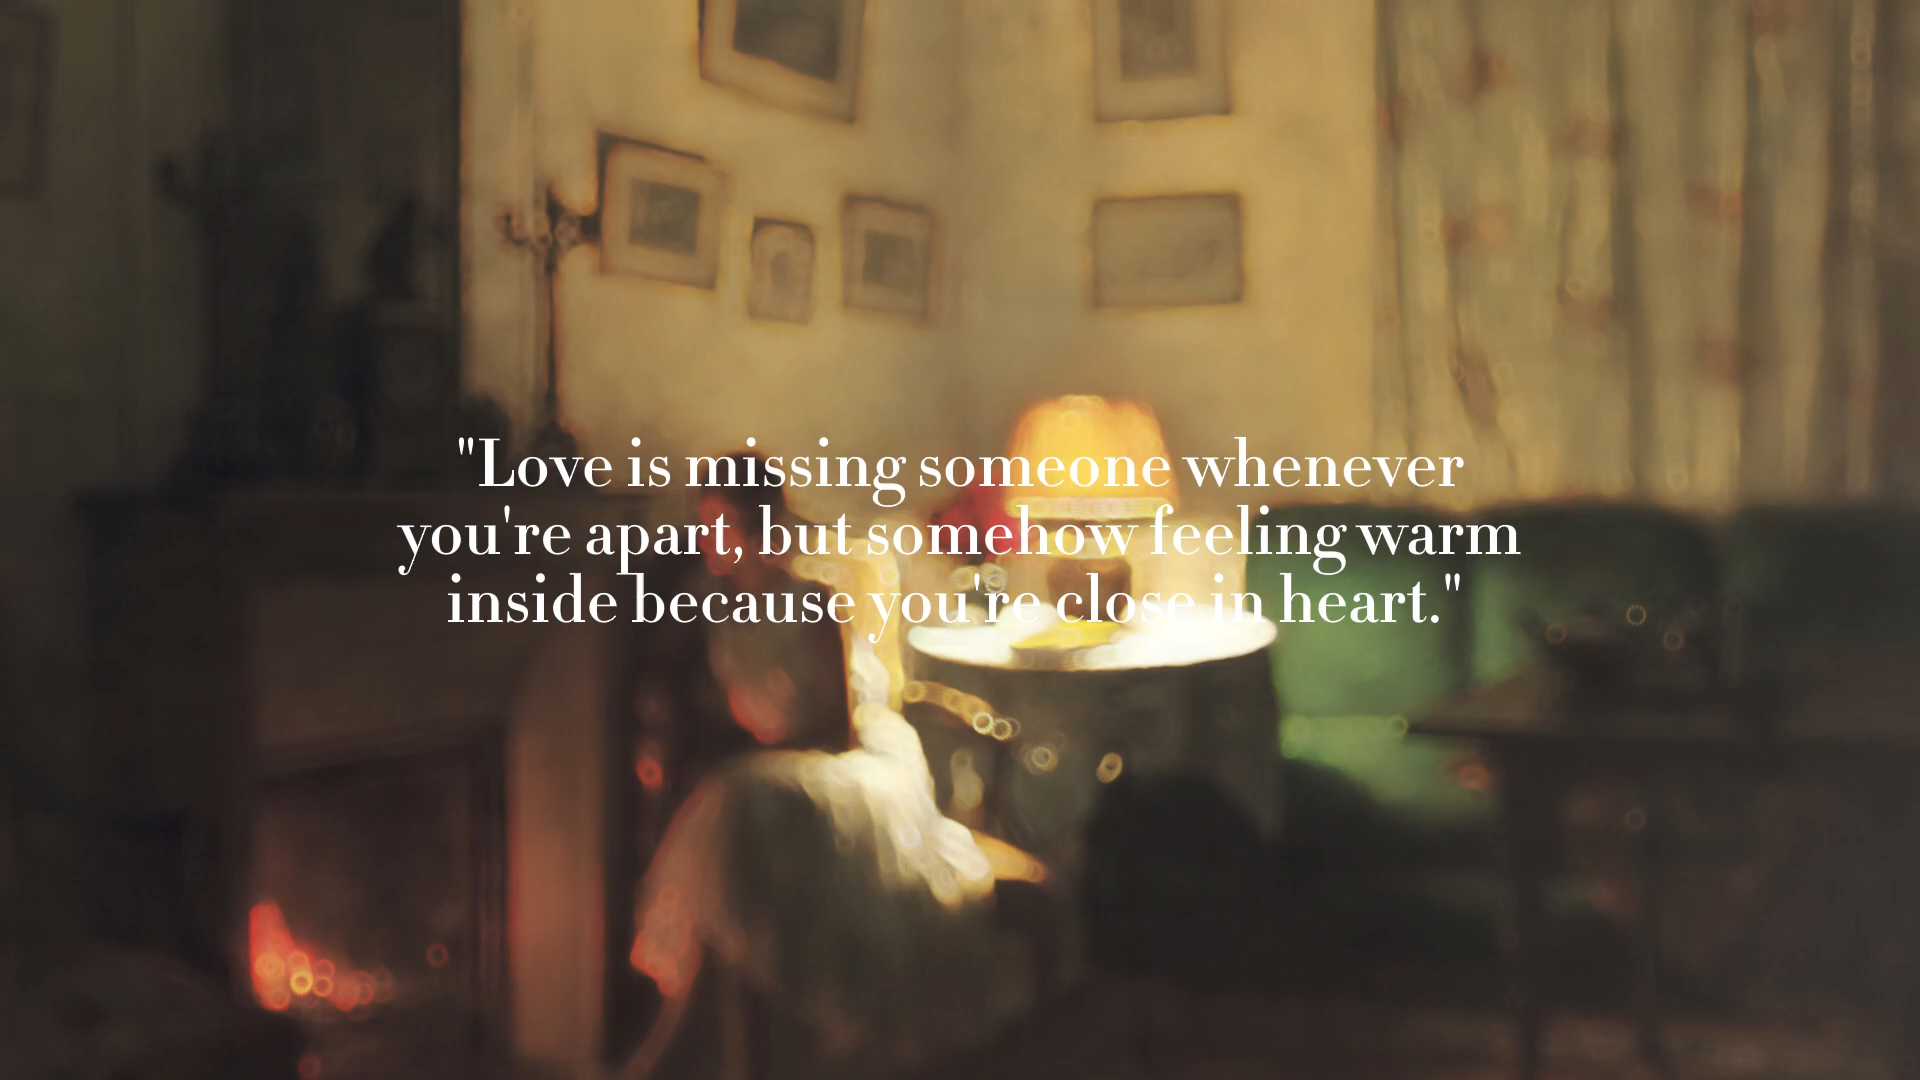 "Love is missing someone whenever
you're apart, but somehow feeling warm
inside because you're close in heart."